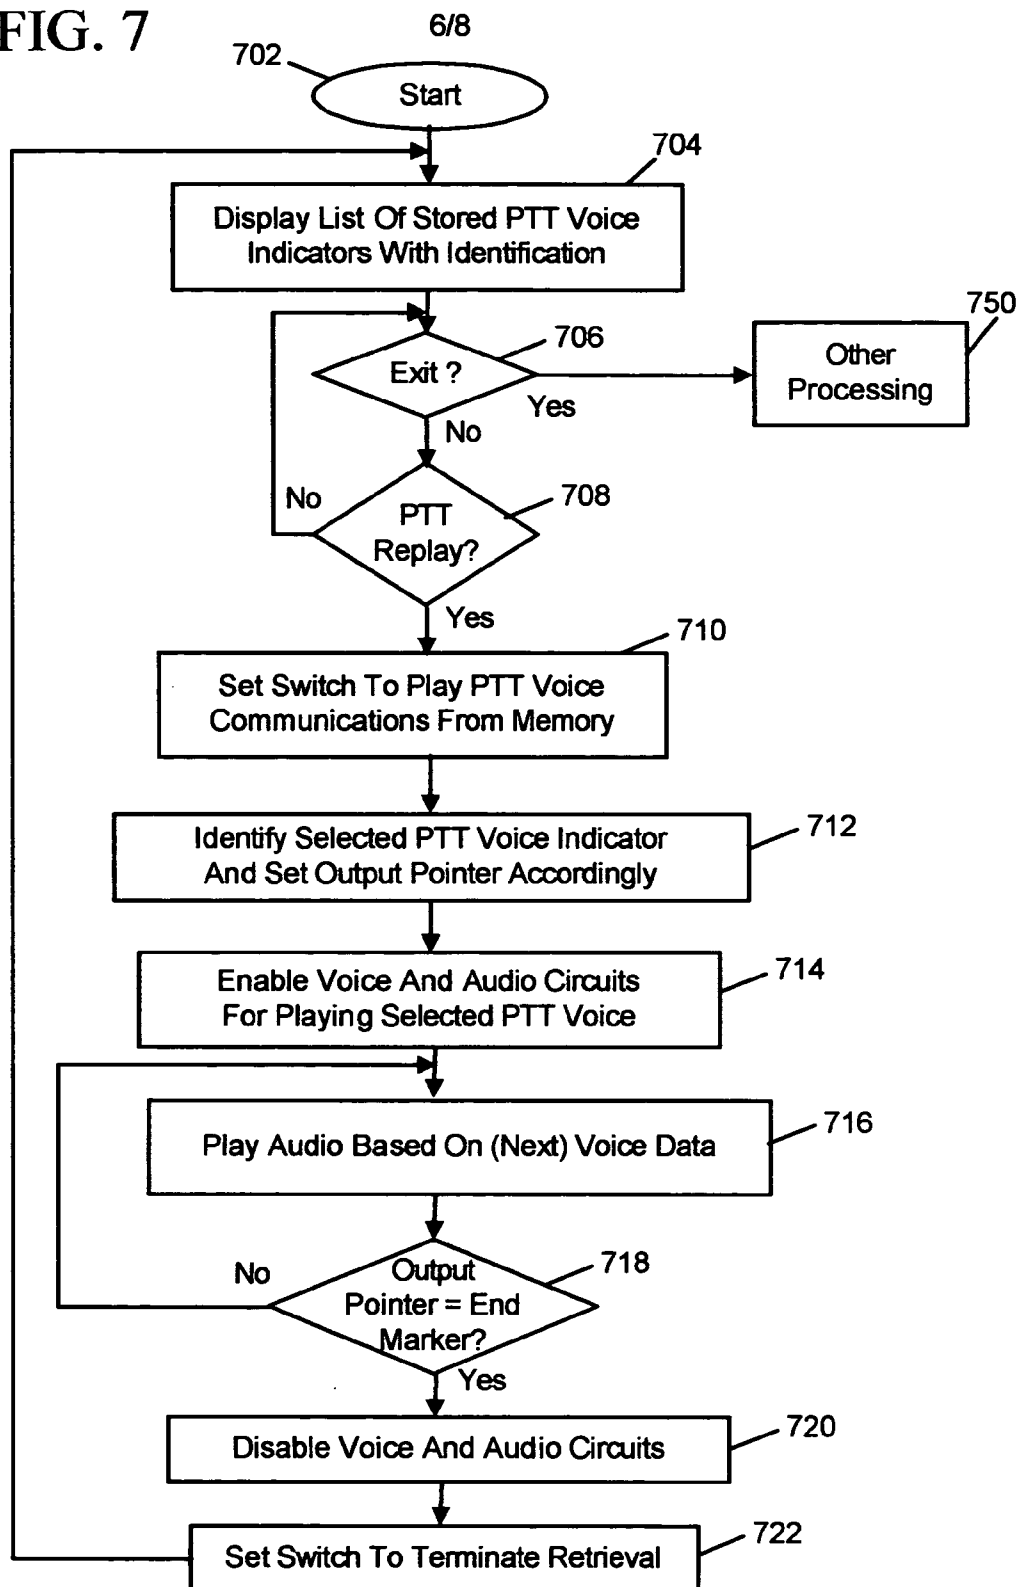 FIG. 7
6/8
702
Start
704
Display List Of Stored PTT Voice
Indicators With Identification
706
Exit ?
Yes
No
750
Other
Processing
No
708
PTT
Replay?
Yes
710
Set Switch To Play PTT Voice
Communications From Memory
712
Identify Selected PTT Voice Indicator
And Set Output Pointer Accordingly
714
Enable Voice And Audio Circuits
For Playing Selected PTT Voice
716
Play Audio Based On (Next) Voice Data
718
No
Output
Pointer = End
Marker?
Yes
720
Disable Voice And Audio Circuits
722
Set Switch To Terminate Retrieval